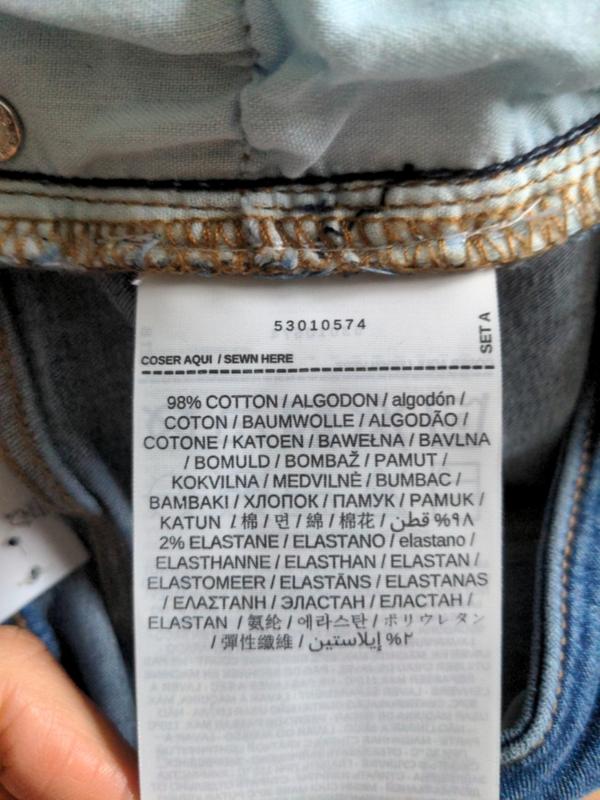 53010574
SET A
COSER AQUI / SEWN HERE
98% COTTON / ALGODON / algodón /
COTON / BAUMWOLLE / ALGODÃO /
COTONE / KATOEN / BAWEŁNA / BAVLNA
/ BOMULD / BOMBAŽ / PAMUT /
KOKVILNA / MEDVILNĖ / BUMBAC /
BAMBAKI / ХЛОПОК / ПАМУК / PAMUK /
KATUN / 棉 / 면 / 綿 / 棉花 / قطن %٩٨
2% ELASTANE / ELASTANO / elastano /
ELASTHANNE / ELASTHAN / ELASTAN /
ELASTOMEER / ELASTĀNS / ELASTANAS
/ ΕΛΑΣΤΑΝΗ / ЭЛАСТАН / ЕЛАСТАН /
ELASTAN / 氨纶 / 에라스탄 / ポリウレタン
/ 彈性纖維 / إيلاستين %٢